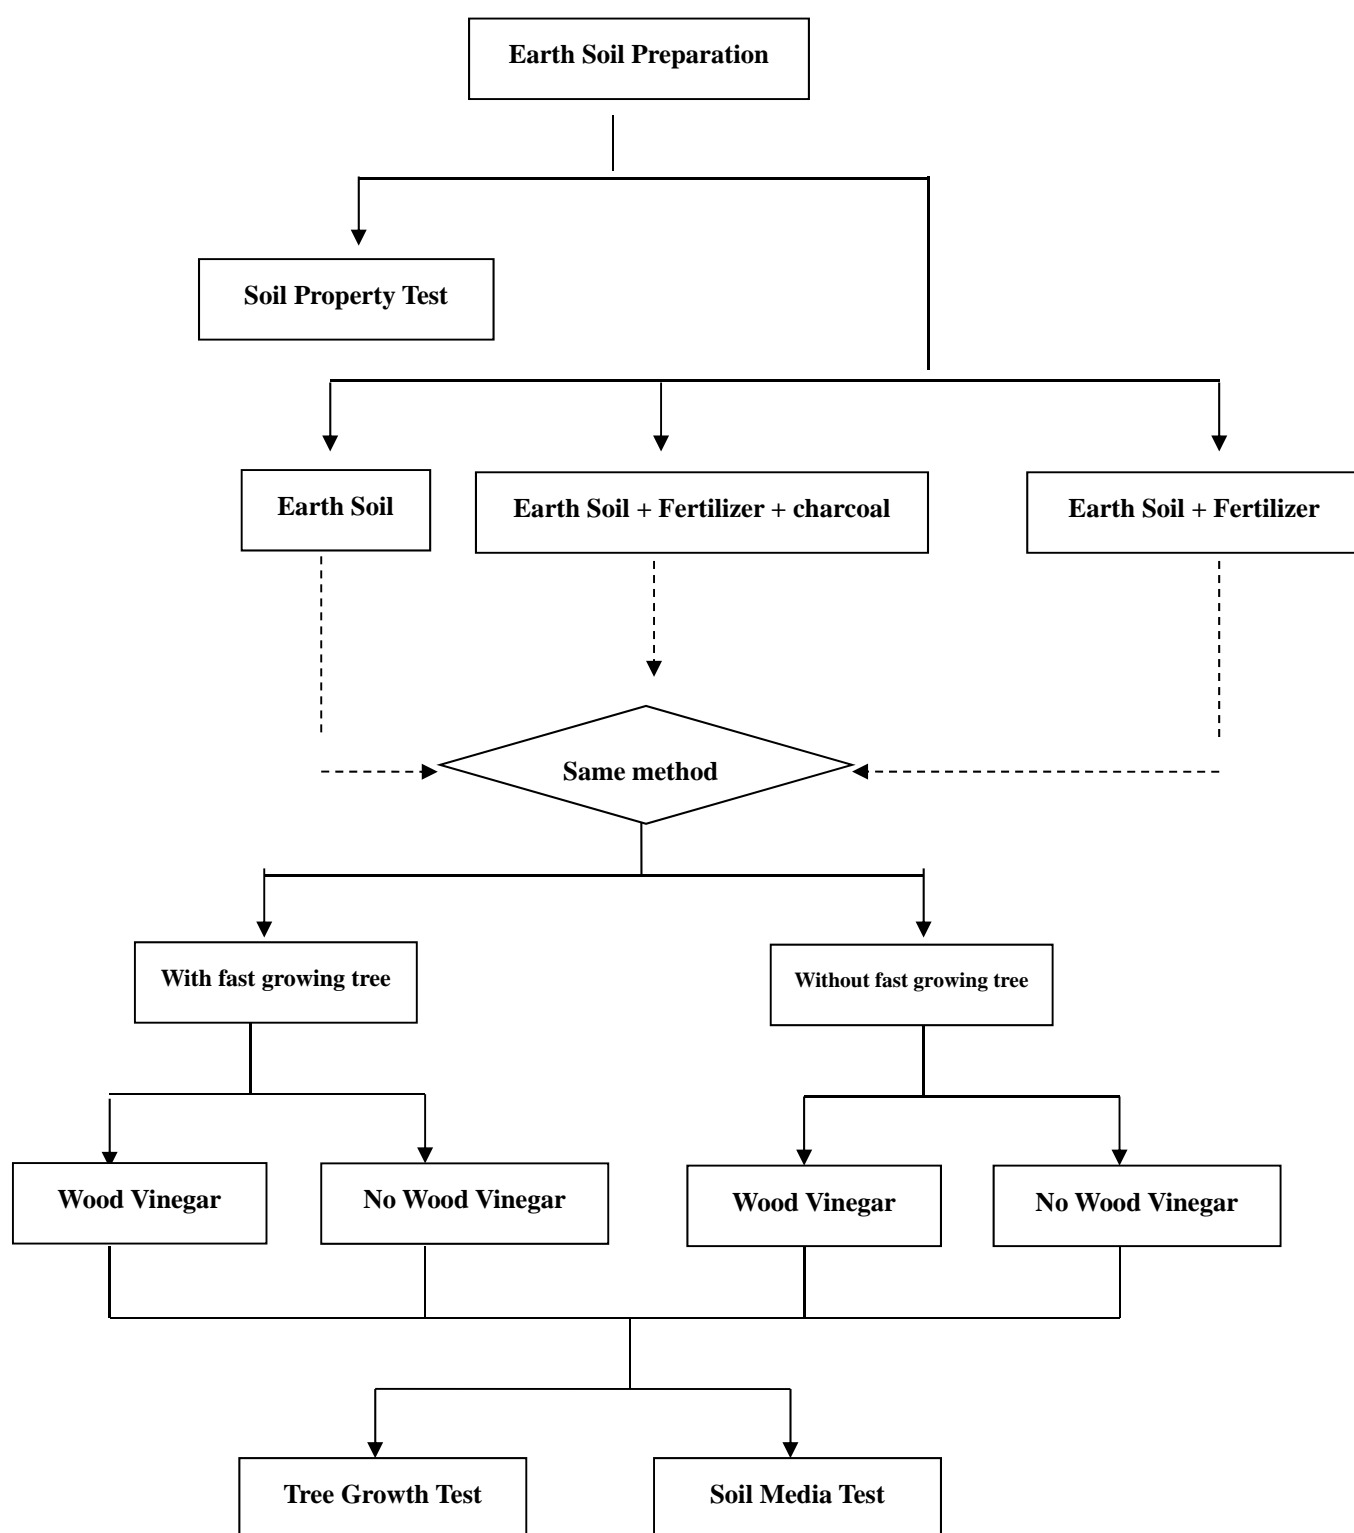 Earth Soil Preparation
Soil Property Test
Earth Soil
Earth Soil + Fertilizer + charcoal
Earth Soil + Fertilizer
Same method
With fast growing tree
Without fast growing tree
Wood Vinegar
No Wood Vinegar
Wood Vinegar
No Wood Vinegar
Tree Growth Test
Soil Media Test